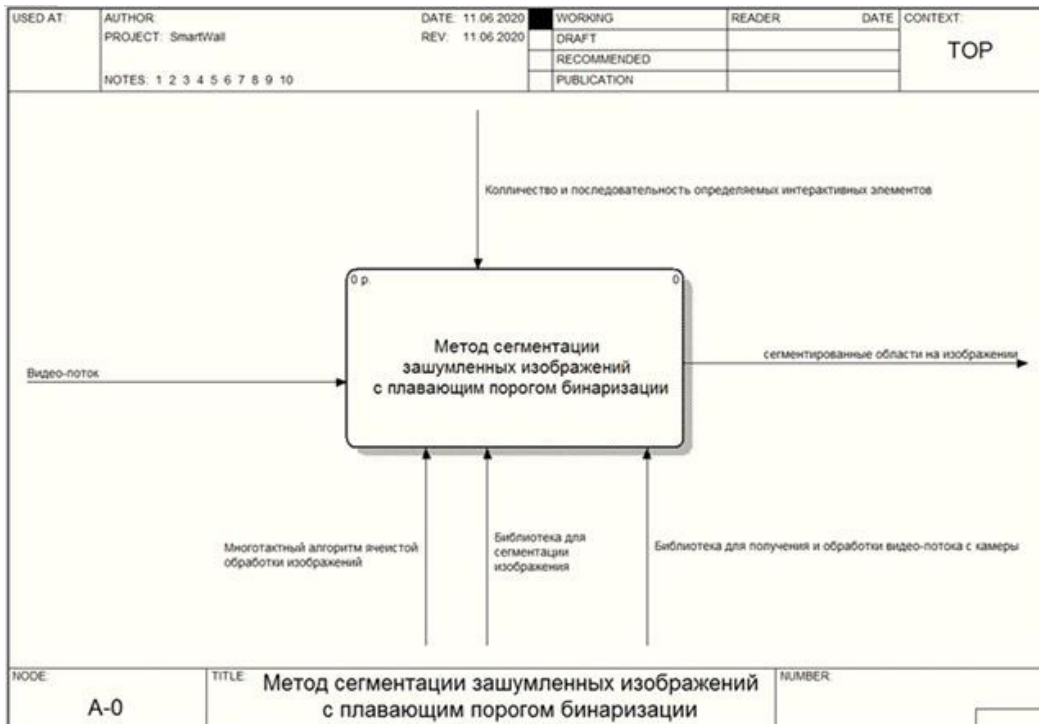 USED AT:
AUTHOR:
DATE: 11.06.2020
WORKING
READER
DATE
CONTEXT:
PROJECT: SmartWall
REV: 11.06.2020
DRAFT
TOP
RECOMMENDED
NOTES: 1 2 3 4 5 6 7 8 9 10
PUBLICATION
Колличество и последовательность определяемых интерактивных элементов
0 р.
0
Метод сегментации
зашумленных изображений
с плавающим порогом бинаризации
сегментированные области на изображении
Видео-поток
Многотактный алгоритм ячеистой
обработки изображений
Библиотека для
сегментации
изображения
Библиотека для получения и обработки видео-потока с камеры
NODE:
TITLE:
Метод сегментации зашумленных изображений
с плавающим порогом бинаризации
NUMBER:
A-0